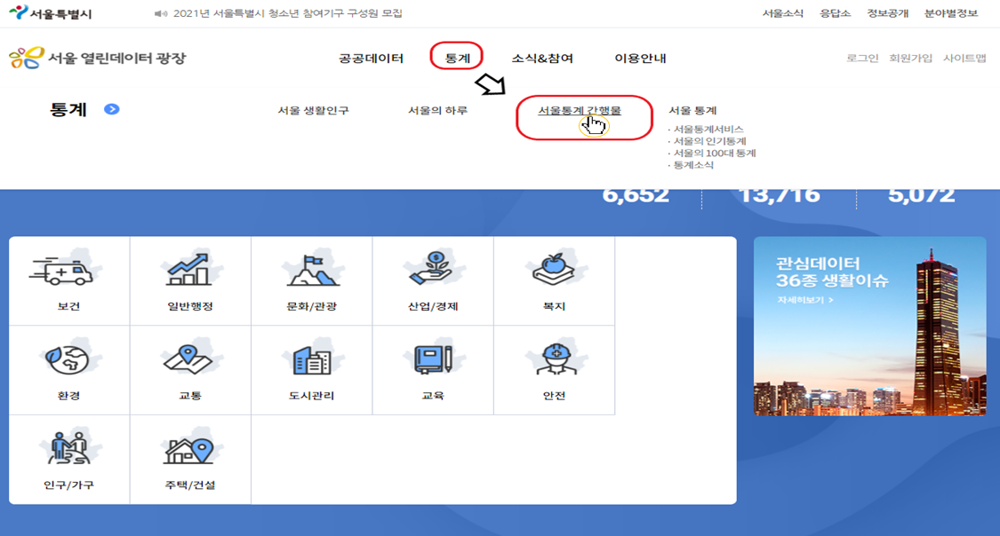 서울특별시
2021년 서울특별시 청소년 참여기구 구성원 모집
서울소식 응답소 정보공개 분야별정보
서울 열린데이터 광장
공공데이터 통계 소식&참여 이용안내
로그인 회원가입 사이트맵
통계
서울 생활인구 서울의 하루 서울통계 간행물 서울 통계
· 서울통계서비스
· 서울의 인기통계
· 서울의 100대 통계
· 통계소식
6,652 13,716 5,072
보건 일반행정 문화/관광 산업/경제 복지
환경 교통 도시관리 교육 안전
인구/가구 주택/건설
관심데이터
36종 생활이슈
자세히보기 >